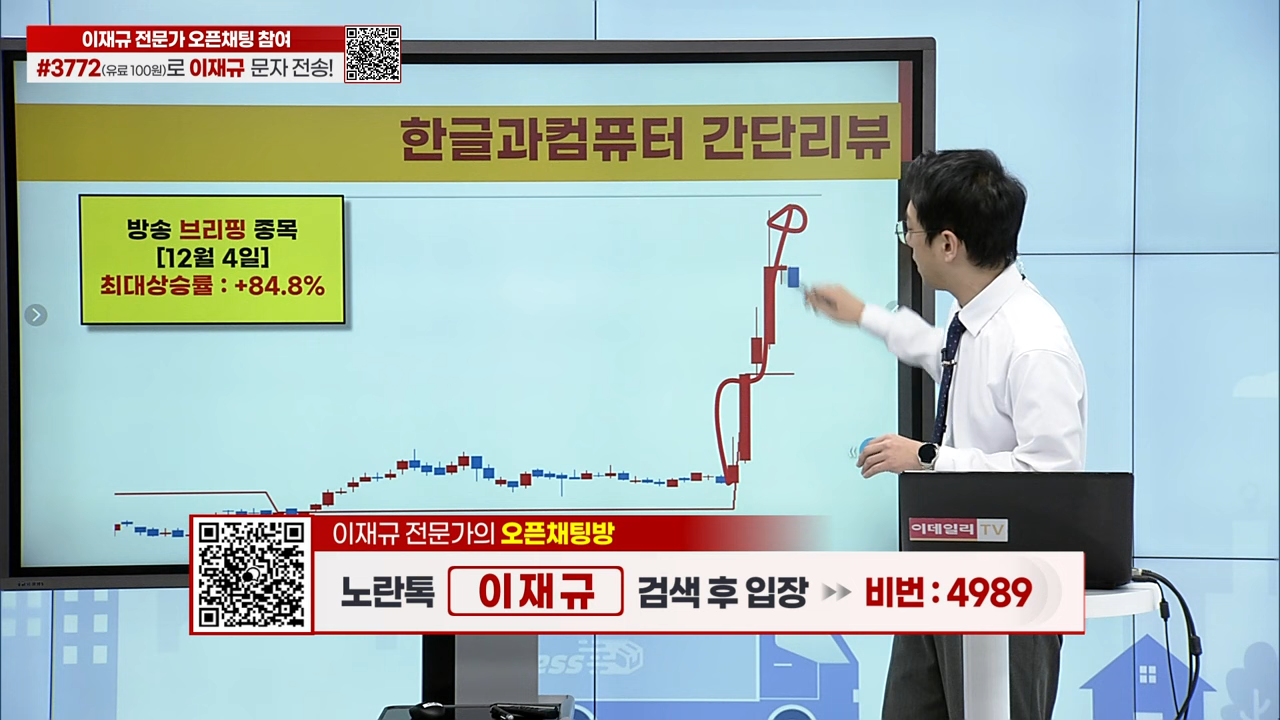 이재규 전문가 오픈채팅 참여
#3772(유료 100원)로 이재규 문자 전송!
한글과컴퓨터 간단리뷰
방송 브리핑 종목
[12월 4일]
최대상승률 : +84.8%
이데일리 TV
이재규 전문가의 오픈채팅방
노란톡 이재규 검색 후 입장 비번 : 4989
ess